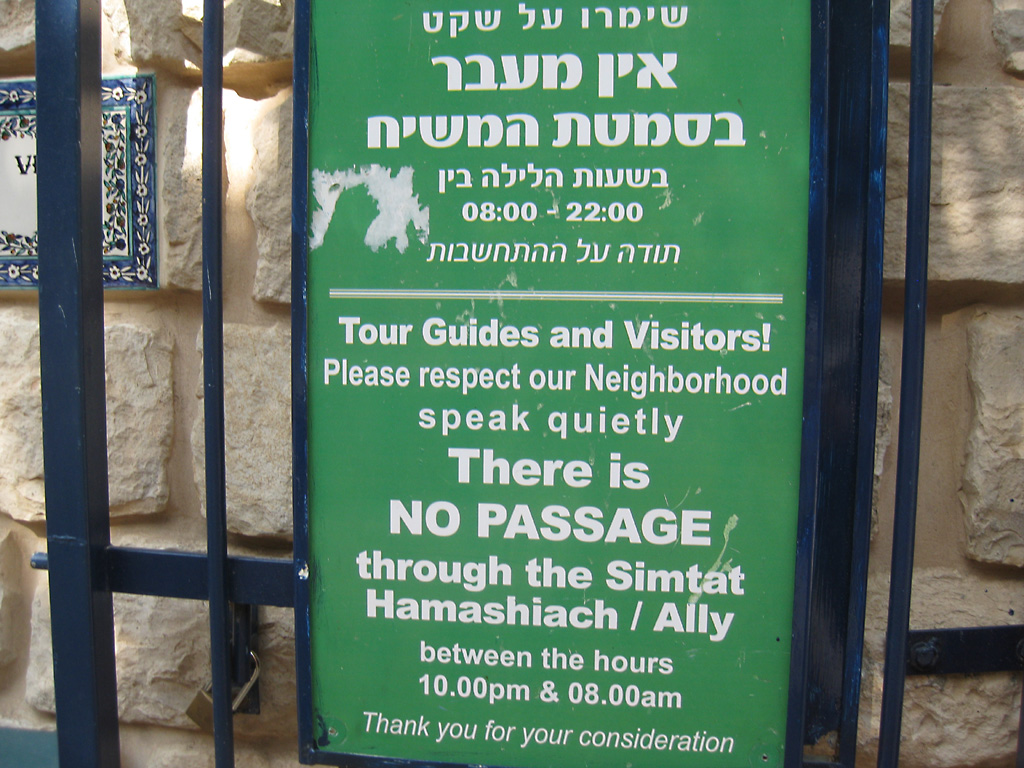 שימרו על שקט
אין מעבר
בסמטת המשיח
בשעות הלילה בין
08:00 - 22:00
תודה על ההתחשבות
Tour Guides and Visitors!
Please respect our Neighborhood
speak quietly
There is
NO PASSAGE
through the Simtat
Hamashiach / Ally
between the hours
10.00pm & 08.00am
Thank you for your consideration